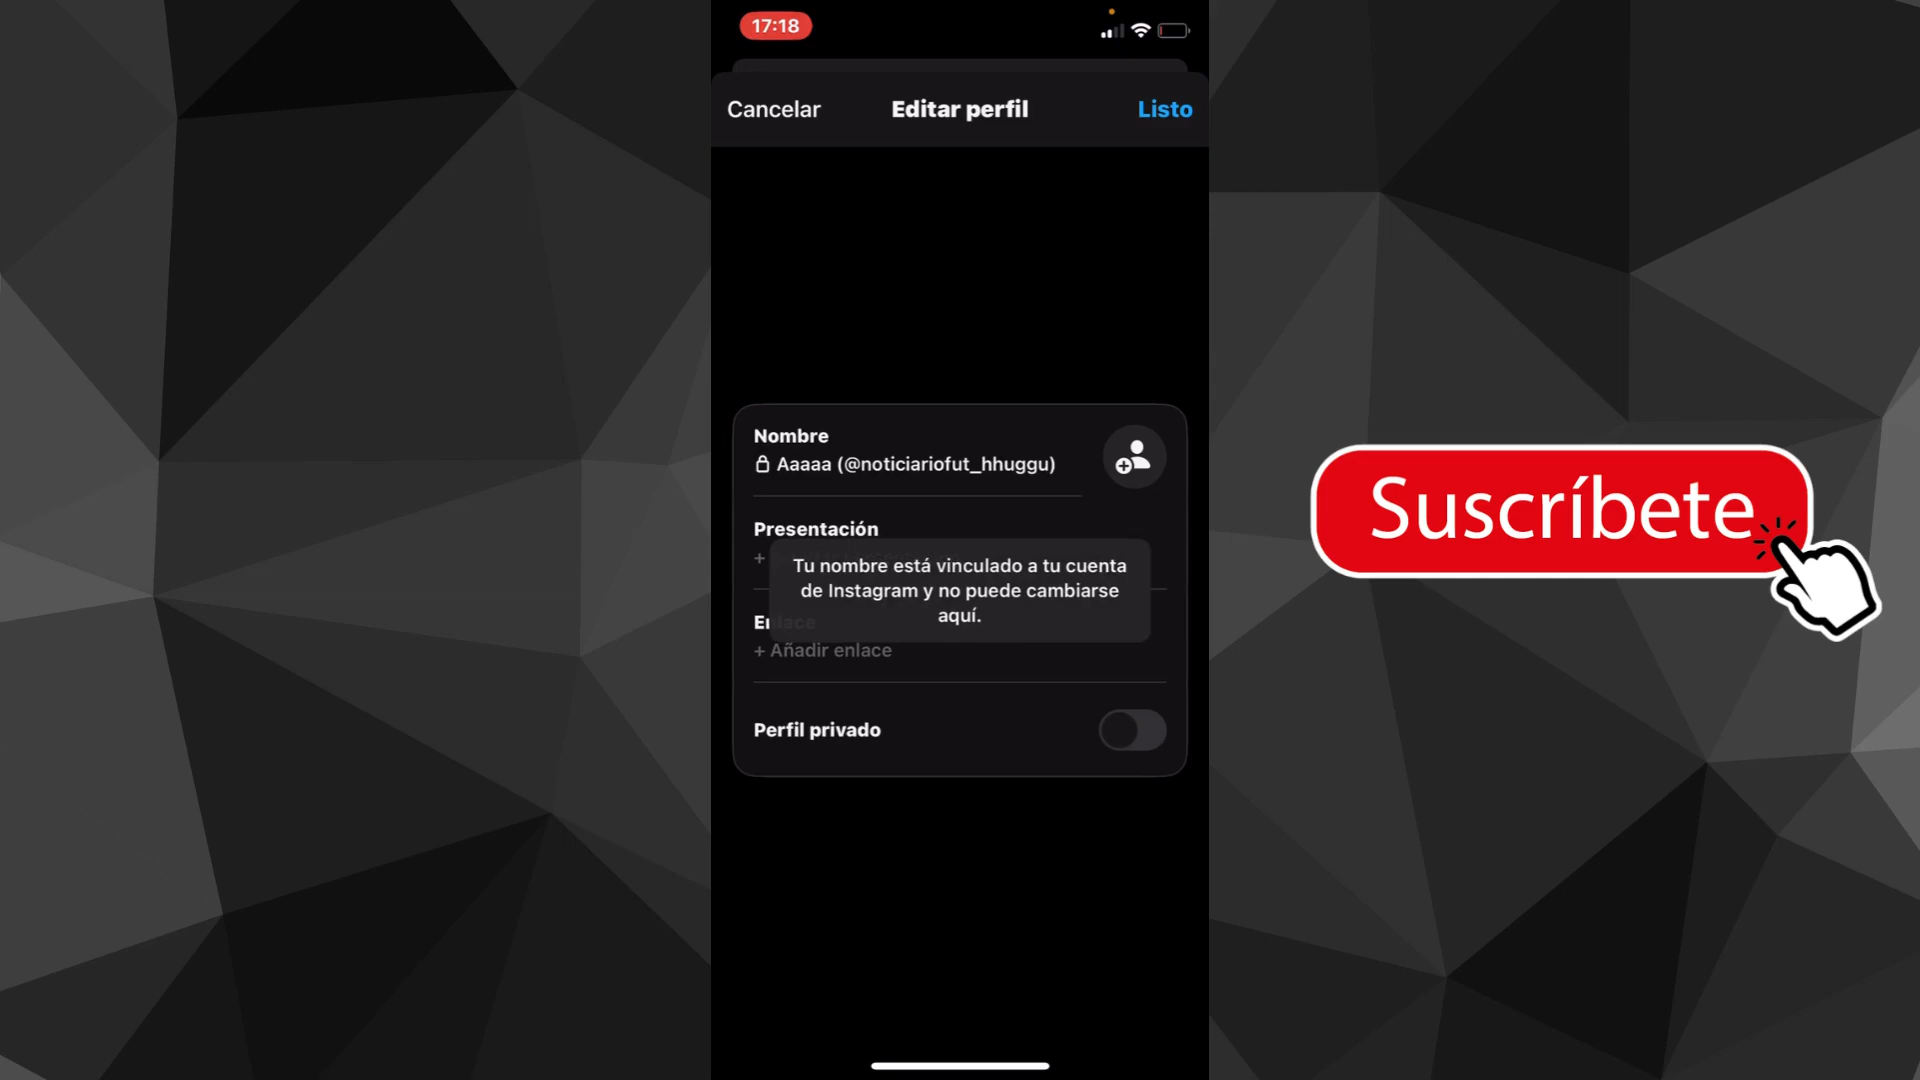 17:18
Cancelar
Editar perfil
Listo
Nombre
Aaaaa (@noticiariofut_hhuggu)
Presentación
+
Tu nombre está vinculado a tu cuenta
de Instagram y no puede cambiarse
aquí.
Enlace
+ Añadir enlace
Perfil privado
Suscríbete